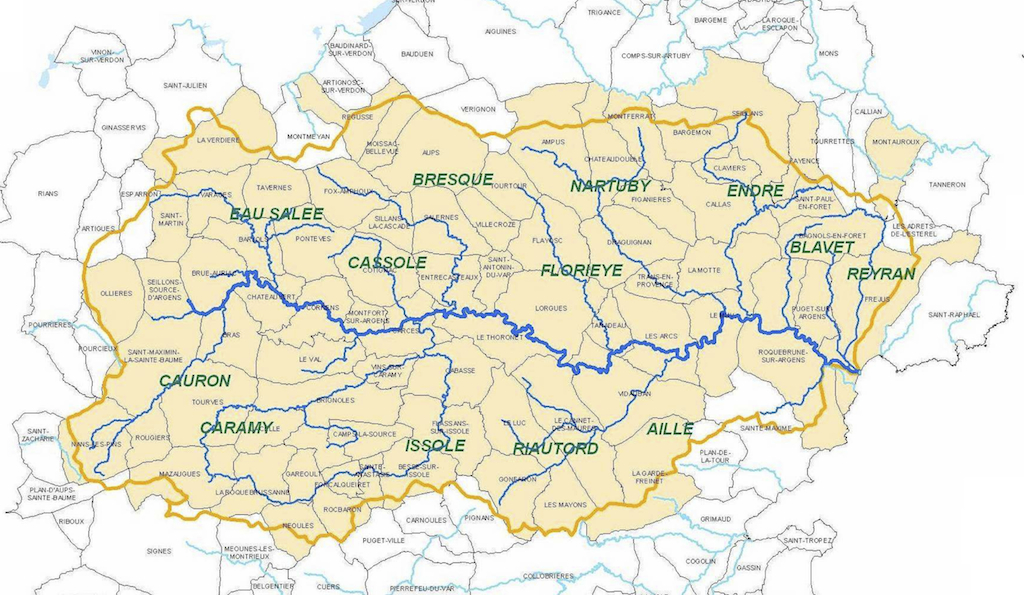 TRIGANCE
BARGEME
LA-ROQUE-
ESCLAPON
AIGUINES
BAUDINARD-
SUR-VERDON
BAUDUEN
COMPS-SUR-ARTUBY
MONS
VINON-
SUR-VERDON
SAINT-JULIEN
ARTIGNOSC-
SUR-VERDON
VERIGNON
CALLIAN
GINASSERVIS
MONTMEYAN
REGUSSE
MONTFERRAT
SEILLANS
BARGEMON
TOURRETTES
MONTAUROUX
LA-VERDIERE
MOISSAC-
BELLEVUE
AUPS
AMPUS
CHATEAUDOUBLE
FAYENCE
CLAVIERS
TANNERON
RIANS
ESPARRON
VARAGES
TAVERNES
FOX-AMPHOUX
BRESQUE
TOURTOUR
NARTUBY
ENDRE
FIGANIERES
CALLAS
SAINT-PAUL-
EN-FORET
ARTIGUES
SAINT-
MARTIN
EAU SALEE
SILLANS-
LA-CASCADE
SALERNES
VILLECROZE
LES-ADRETS-
DE-L'ESTEREL
BARJOLS
PONTEVES
FLAYOSC
DRAGUIGNAN
BAGNOLS-EN-FORET
BLAVET
CASSOLE
COTIGNAC
ENTRECASTEAUX
SAINT-
ANTONIN-
DU-VAR
FLORIEYE
TRANS-EN-
PROVENCE
LA-MOTTE
REYRAN
BRUE-AURIAC
SEILLONS-
SOURCE-
D'ARGENS
OLLIERES
CHATEAUVERT
CORRENS
MONTFORT-
SUR-ARGENS
LORGUES
PUGET-SUR-
ARGENS
FREJUS
SAINT-RAPHAEL
POURRIERES
BRAS
LE-THORONET
TARADEAU
LES-ARCS
POURCIEUX
SAINT-MAXIMIN-
LA-SAINTE-BAUME
LE-VAL
VINS-SUR-
CARAMY
CABASSE
ROQUEBRUNE-
SUR-ARGENS
CAURON
TOURVES
BRIGNOLES
VIDAUBAN
CARAMY
FLASSANS-
SUR-ISSOLE
LE-LUC
LE-CANNET-
DES-MAURES
AILLE
SAINTE-MAXIME
SAINT-
ZACHARIE
NANS-LES-PINS
ROUGIERS
CAMPS-LA-SOURCE
ISSOLE
RIAUTORD
PLAN-DE-
LA-TOUR
MAZAUGUES
GAREOULT
SAINTE-
ANASTASIE
BESSE-SUR-
ISSOLE
FORCALQUEIRET
GONFARON
LA-GARDE-
FREINET
PLAN-D'AUPS-
SAINTE-BAUME
LA-ROQUEBRUSSANNE
ROCBARON
LES-MAYONS
RIBOUX
NEOULES
CARNOULES
PIGNANS
GRIMAUD
PUGET-VILLE
SAINT-TROPEZ
SIGNES
MEOUNES-LES-
MONTRIEUX
COGOLIN
GASSIN
BELGENTIER
CUERS
PIERREFEU-DU-VAR
COLLOBRIERES